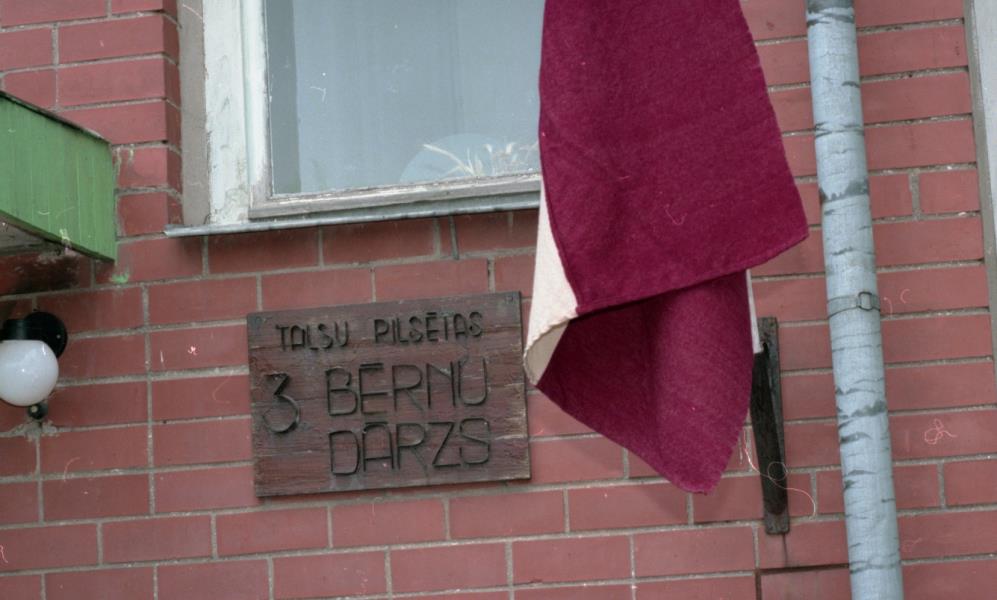 TALSU PILSĒTAS
3 BĒRNU
DĀRZS